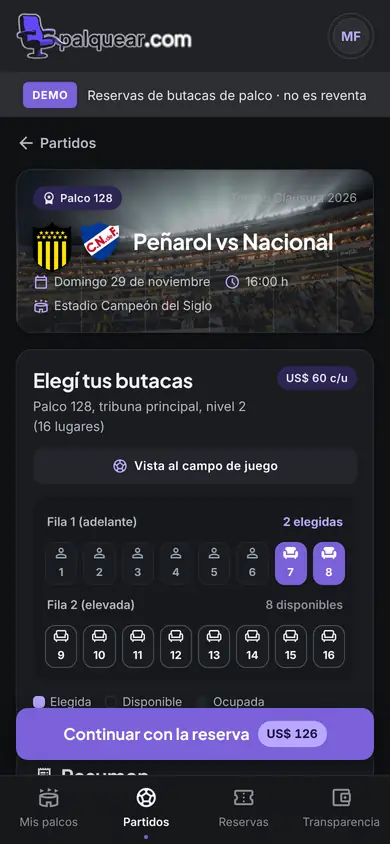 palquear.com
MF
DEMO
Reservas de butacas de palco · no es reventa
Partidos
Palco 128
Torneo Clausura 2026
C.N. de F.
Peñarol vs Nacional
Domingo 29 de noviembre
16:00 h
Estadio Campeón del Siglo
Elegí tus butacas
US$ 60 c/u
Palco 128, tribuna principal, nivel 2
(16 lugares)
Vista al campo de juego
Fila 1 (adelante)
2 elegidas
1 2 3 4 5 6 7 8
Fila 2 (elevada)
8 disponibles
9 10 11 12 13 14 15 16
Elegida Disponible Ocupada
Continuar con la reserva US$ 126
Resumen
Mis palcos Partidos Reservas Transparencia